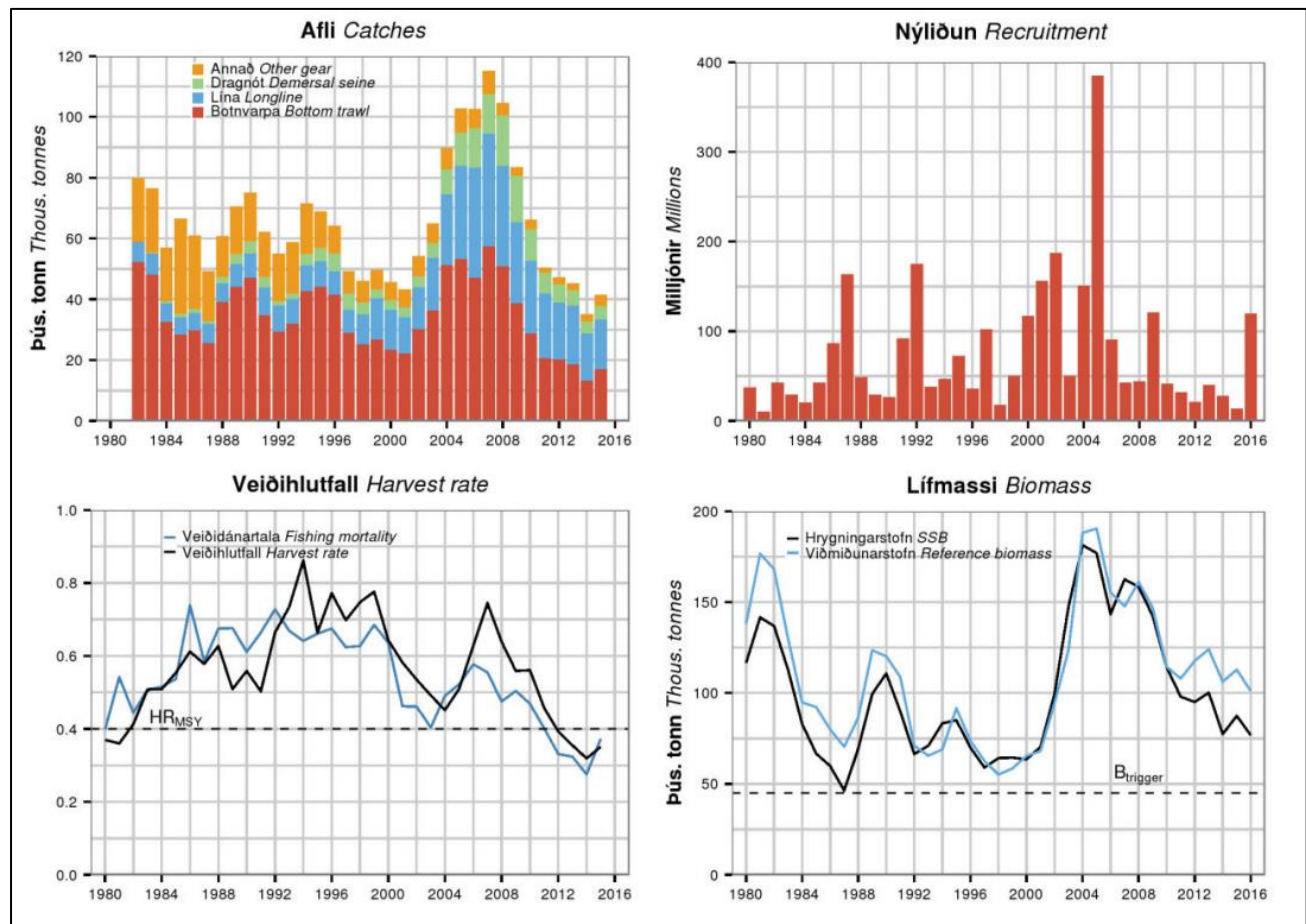 Afli Catches
Þús. tonn Thous. tonnes
120
100
80
60
40
20
0
Annað Other gear
Dragnót Demersal seine
Lína Longline
Botnvarpa Bottom trawl
1980 1984 1988 1992 1996 2000 2004 2008 2012 2016
Nýliðun Recruitment
Milljónir Millions
400
300
200
100
0
1980 1984 1988 1992 1996 2000 2004 2008 2012 2016
Veiðihlutfall Harvest rate
1.0
0.8
0.6
0.4
0.2
0.0
Veiðidánartala Fishing mortality
Veiðihlutfall Harvest rate
HRMSY
1980 1984 1988 1992 1996 2000 2004 2008 2012 2016
Lífmassi Biomass
Þús. tonn Thous. tonnes
200
150
100
50
0
Hrygningarstofn SSB
Viðmiðunarstofn Reference biomass
Btrigger
1980 1984 1988 1992 1996 2000 2004 2008 2012 2016